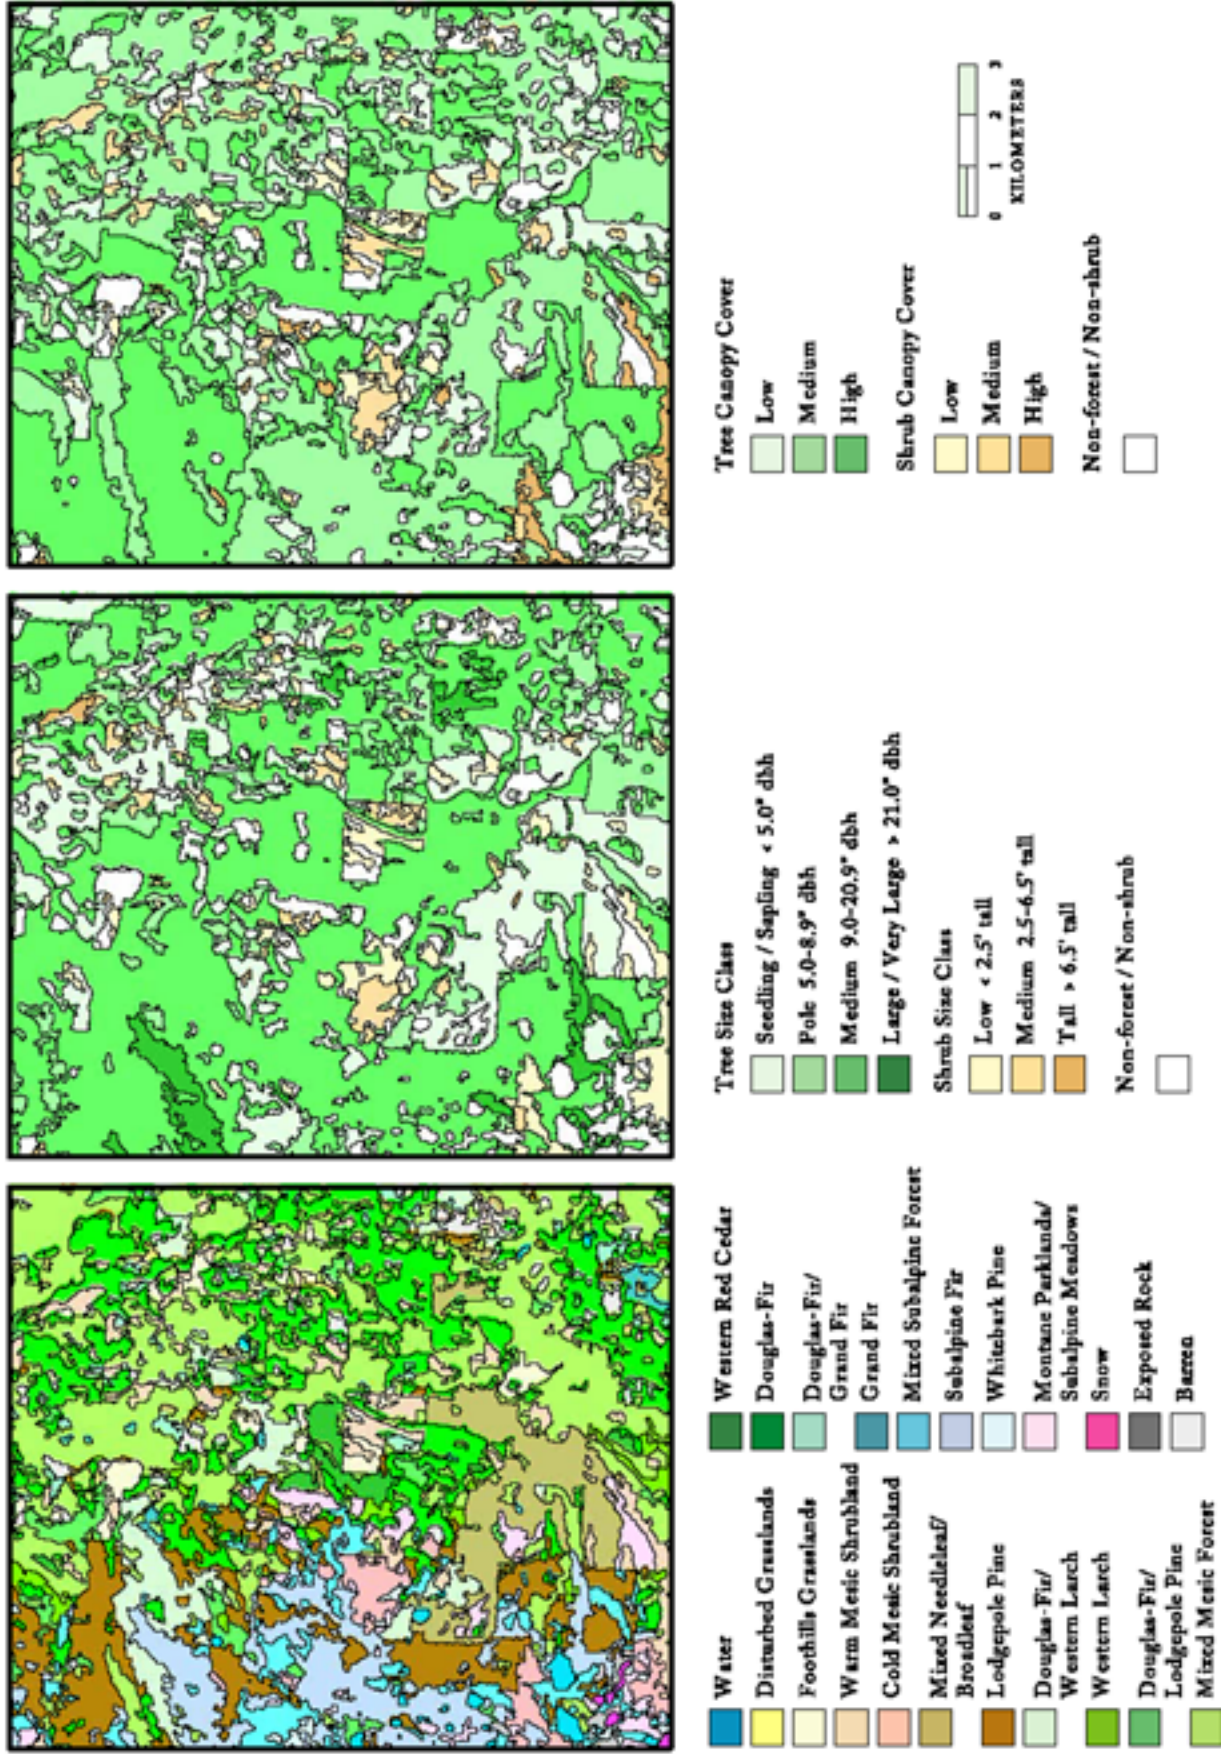 Water
Disturbed Grasslands
Foothills Grasslands
Warm Mesic Shrubland
Cold Mesic Shrubland
Mixed Needleleaf/
Broadleaf
Lodgepole Pine
Douglas-Fir/
Western Larch
Western Larch
Douglas-Fir/
Lodgepole Pine
Mixed Mesic Forest
Western Red Cedar
Douglas-Fir
Douglas-Fir/
Grand Fir
Grand Fir
Mixed Subalpine Forest
Subalpine Fir
Whitebark Pine
Montane Parklands/
Subalpine Meadows
Snow
Exposed Rock
Barren
Tree Size Class
Seedling / Sapling < 5.0" dbh
Pole 5.0-8.9" dbh
Medium 9.0-20.9" dbh
Large / Very Large > 21.0" dbh
Shrub Size Class
Low < 2.5' tall
Medium 2.5-6.5' tall
Tall > 6.5' tall
Non-forest / Non-shrub
Tree Canopy Cover
Low
Medium
High
Shrub Canopy Cover
Low
Medium
High
Non-forest / Non-shrub
0 1 2 3
KILOMETERS